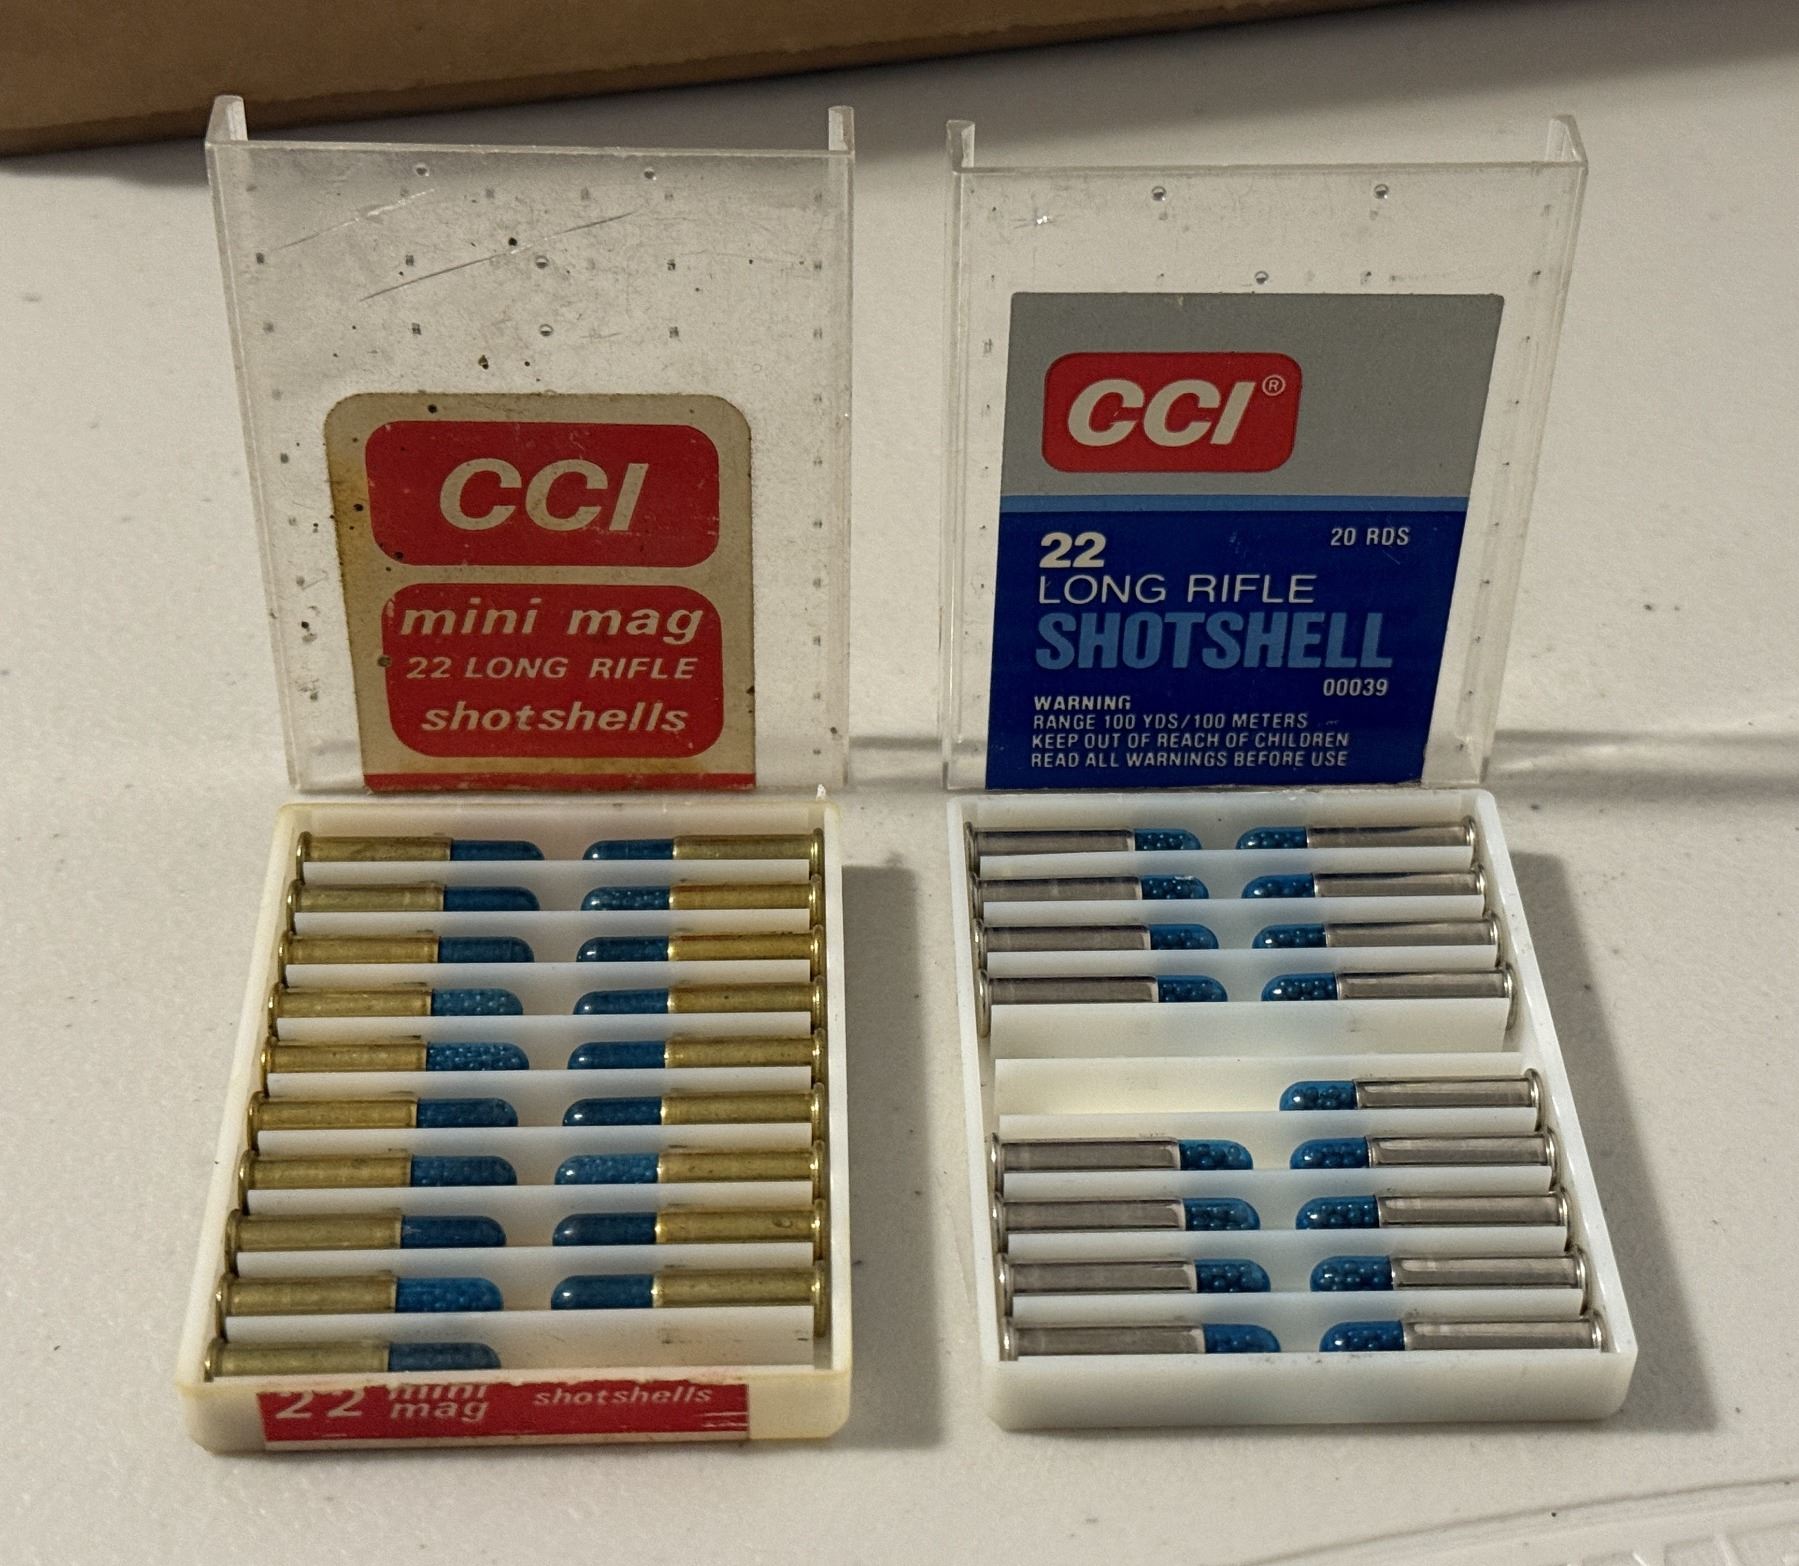 CCI
mini mag
22 LONG RIFLE
shotshells
CCI®
22
20 RDS
LONG RIFLE
SHOTSHELL
00039
WARNING
RANGE 100 YDS/100 METERS
KEEP OUT OF REACH OF CHILDREN
READ ALL WARNINGS BEFORE USE
22 mini mag shotshells